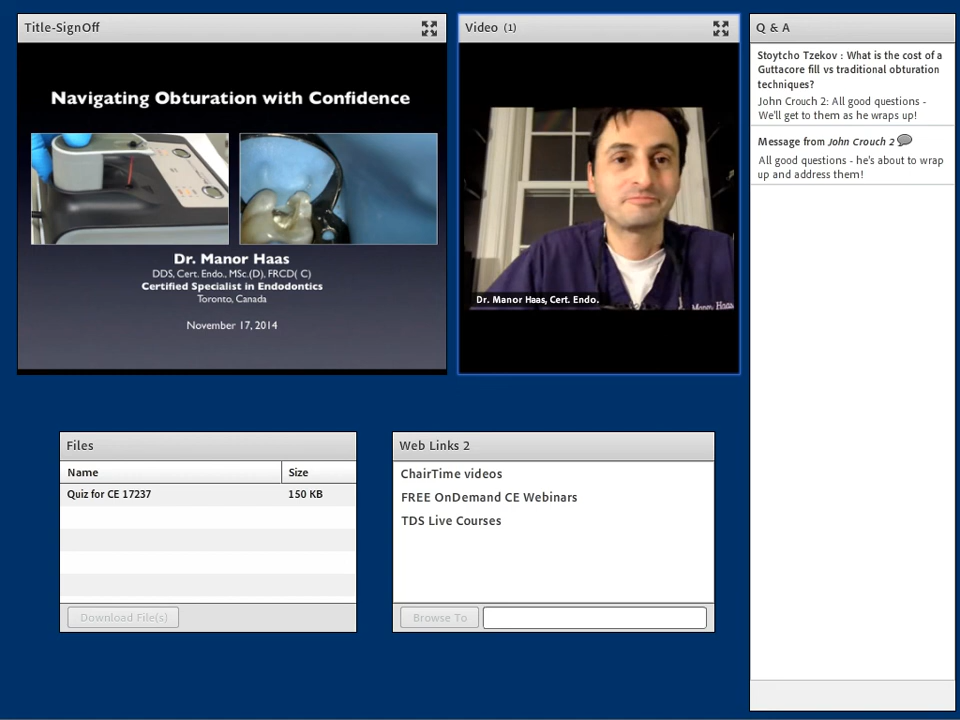 Title-SignOff
Navigating Obturation with Confidence
Dr. Manor Haas
DDS, Cert. Endo., MSc.(D), FRCD( C)
Certified Specialist in Endodontics
Toronto, Canada
November 17, 2014
Video (1)
Dr. Manor Haas, Cert. Endo.
Manor Haas
Q & A
Stoytcho Tzekov : What is the cost of a
Guttacore fill vs traditional obturation
techniques?
John Crouch 2: All good questions -
We'll get to them as he wraps up!
Message from John Crouch 2
All good questions - he's about to wrap
up and address them!
Files
Name Size
Quiz for CE 17237 150 KB
Download File(s)
Web Links 2
ChairTime videos
FREE OnDemand CE Webinars
TDS Live Courses
Browse To